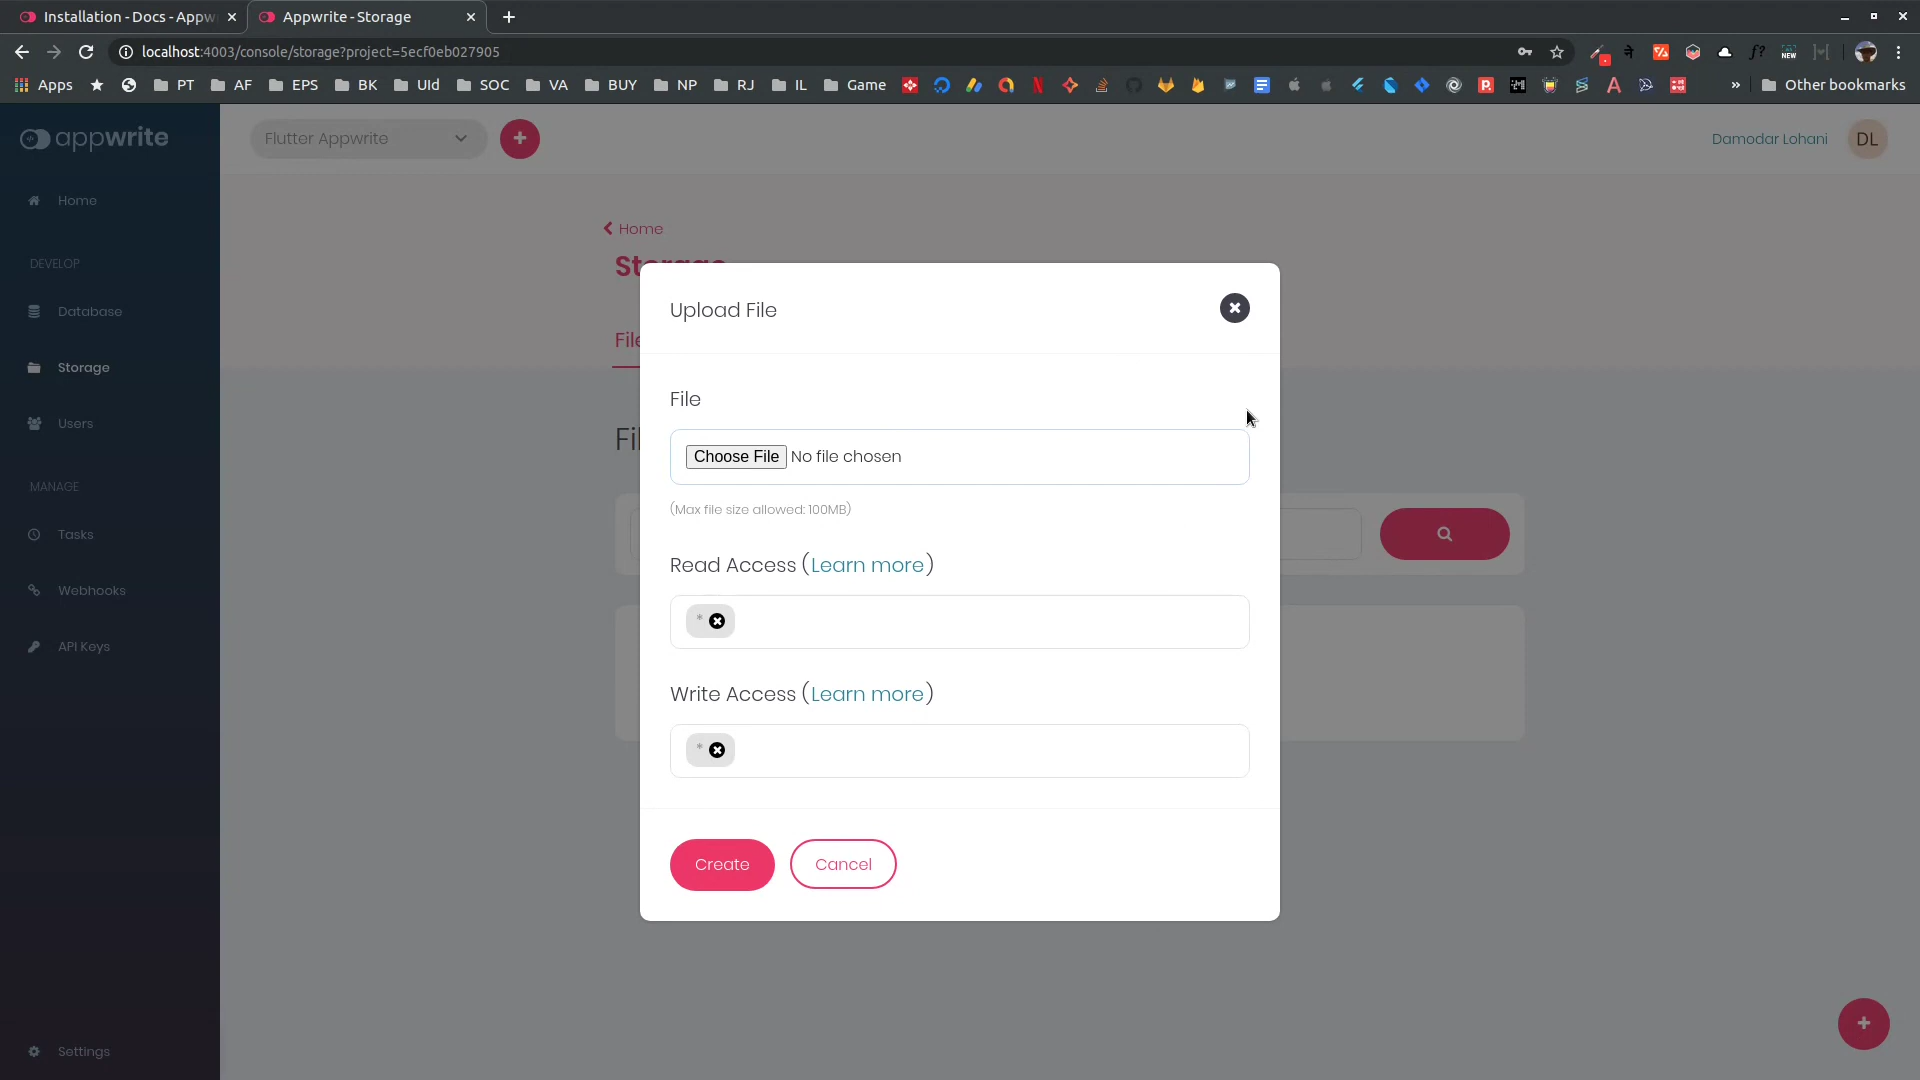 Installation - Docs - Appw
Appwrite - Storage
localhost:4003/console/storage?project=5ecf0eb027905
Apps
PT
AF
EPS
BK
UId
SOC
VA
BUY
NP
RJ
IL
Game
Other bookmarks
appwrite
Flutter Appwrite
Damodar Lohani
DL
Home
DEVELOP
Database
Storage
Users
MANAGE
Tasks
Webhooks
API Keys
Settings
Home
Storage
File
Fil
Upload File
File
Choose File No file chosen
(Max file size allowed: 100MB)
Read Access (Learn more)
*
Write Access (Learn more)
*
Create
Cancel